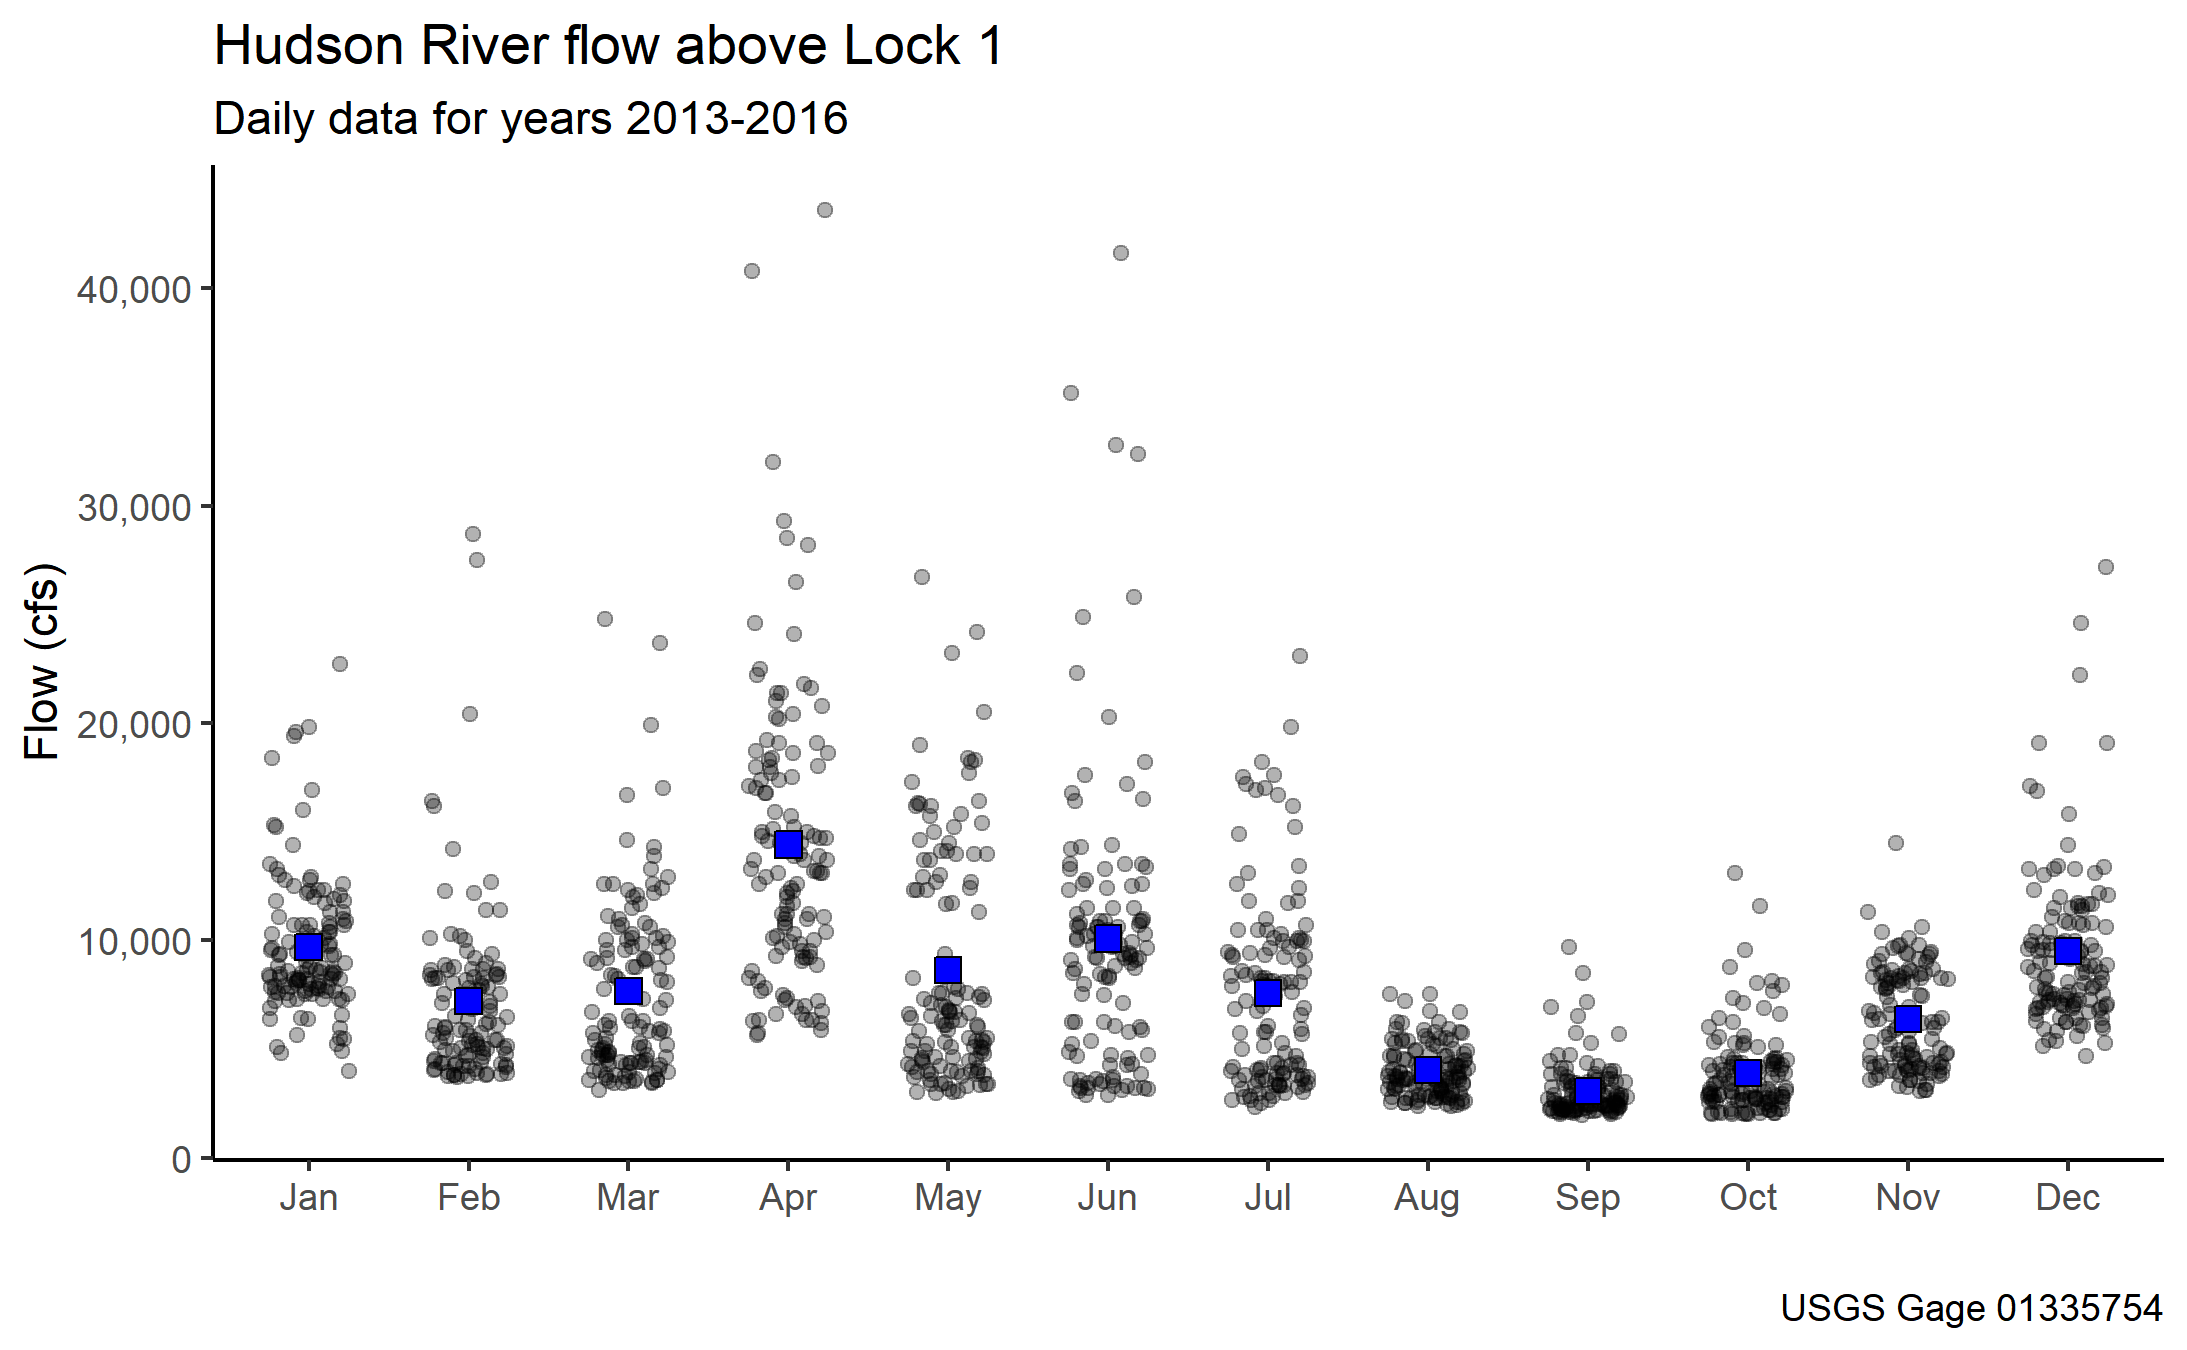 Hudson River flow above Lock 1
Daily data for years 2013-2016
Flow (cfs)
40,000
30,000
20,000
10,000
0
Jan Feb Mar Apr May Jun Jul Aug Sep Oct Nov Dec
USGS Gage 01335754